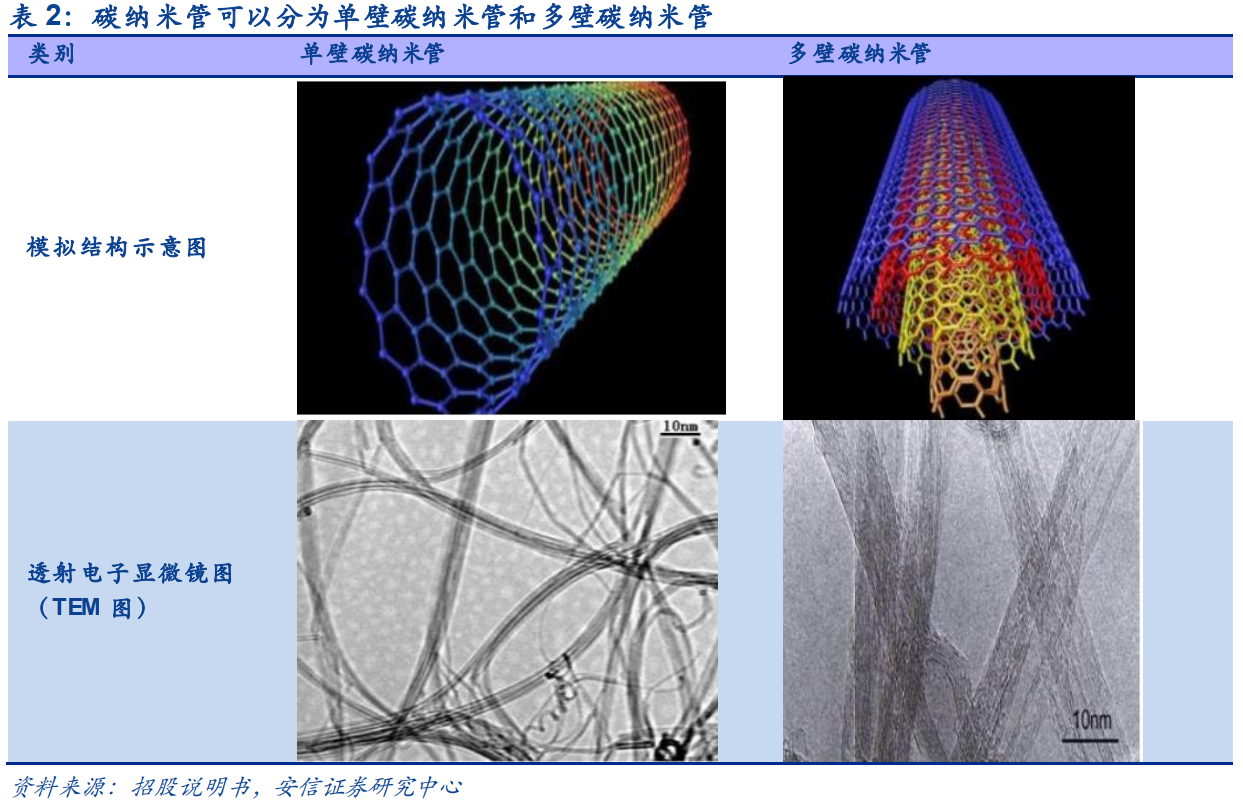 表 2：碳纳米管可以分为单壁碳纳米管和多壁碳纳米管
类别 单壁碳纳米管 多壁碳纳米管
模拟结构示意图
10nm
透射电子显微镜图
（TEM 图）
10nm
资料来源：招股说明书，安信证券研究中心